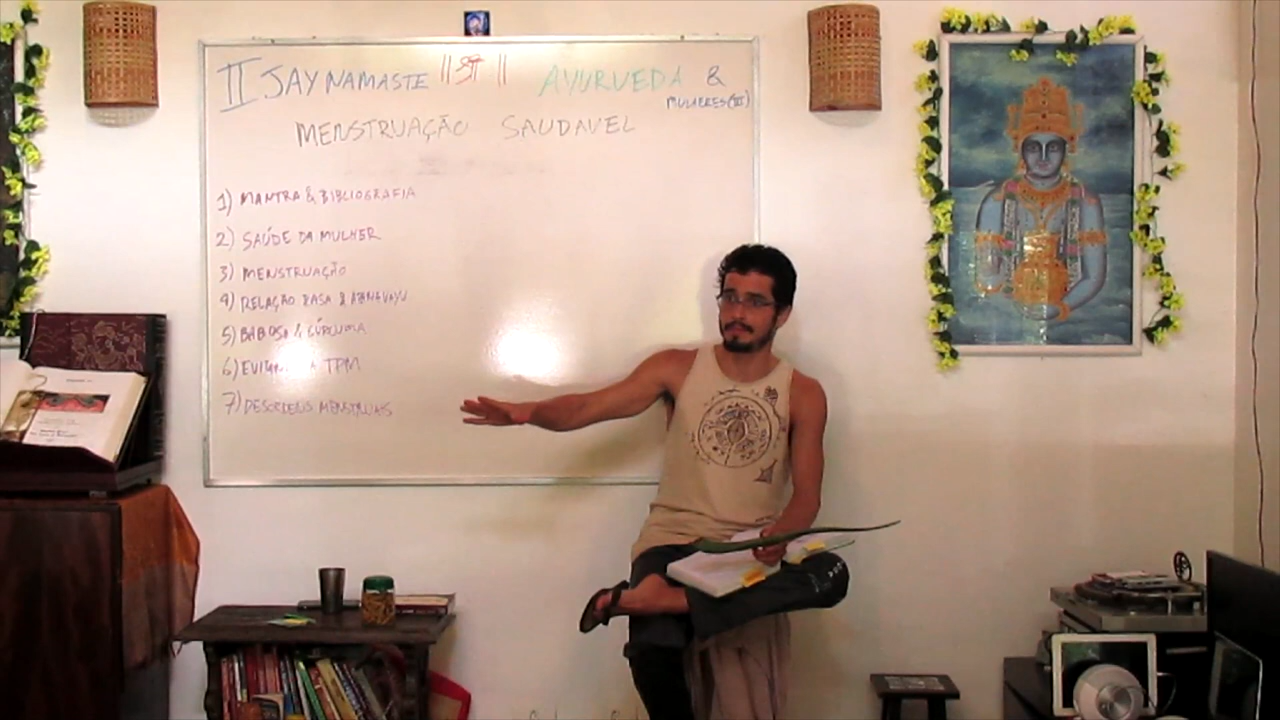 II JAY NAMASTE ॥ श्री ॥ AYURVEDA &
MULHERES (III)
MENSTRUAÇÃO SAUDAVEL
1) MANTRA & BIBLIOGRAFIA
2) SAÚDE DA MULHER
3) MENSTRUAÇÃO
4) RELAÇÃO RASA & APANAVAYU
5) BABOSA & CÚRCUMA
6) A TPM
7) DESORDENS MENSTRUAIS